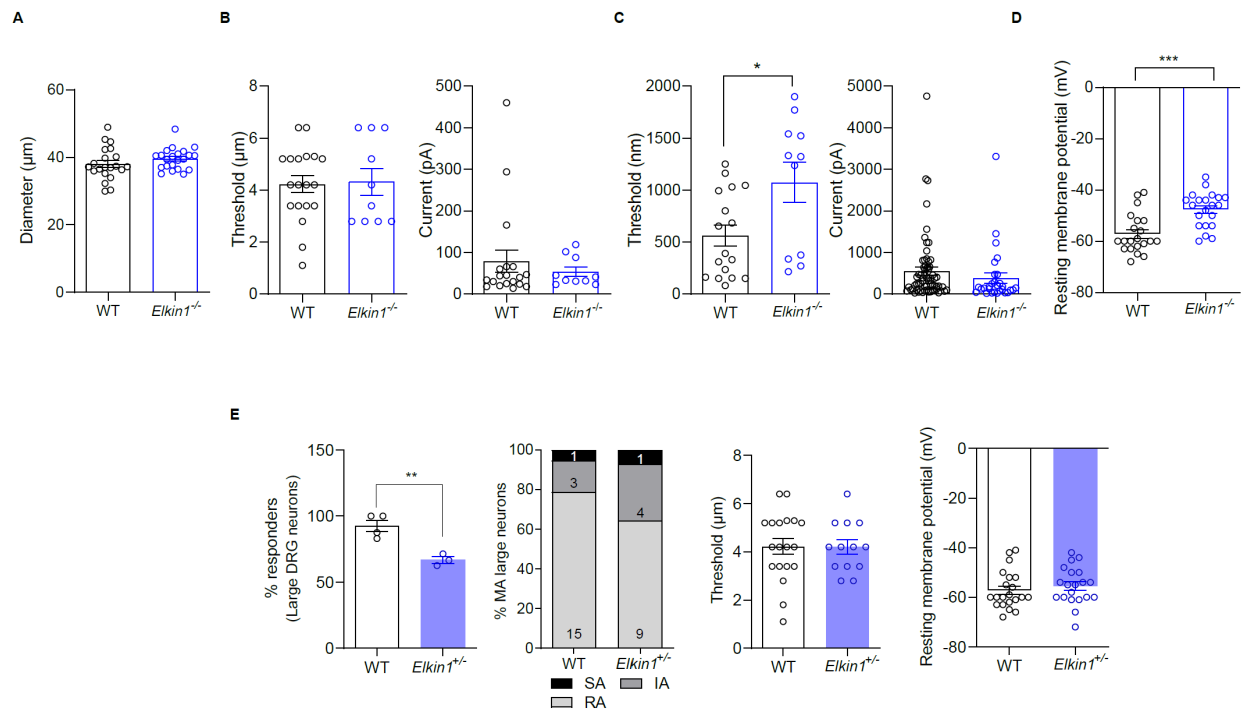 A
B
C
D
Diameter (µm)
60
40
20
0
WT
Elkin1-/-
Threshold (µm)
8
6
4
2
0
WT
Elkin1-/-
Current (pA)
500
400
300
200
100
0
WT
Elkin1-/-
Threshold (nm)
2000
1500
1000
500
0
*
WT
Elkin1-/-
Current (pA)
5000
4000
3000
2000
1000
0
WT
Elkin1-/-
Resting membrane potential (mV)
0
-20
-40
-60
-80
***
WT
Elkin1-/-
E
% responders
(Large DRG neurons)
150
100
50
0
**
WT
Elkin1+/-
% MA large neurons
100
80
60
40
20
0
1
3
15
1
4
9
WT
Elkin1+/-
SA
IA
RA
Threshold (µm)
8
6
4
2
0
WT
Elkin1+/-
Resting membrane potential (mV)
0
-20
-40
-60
-80
WT
Elkin1+/-